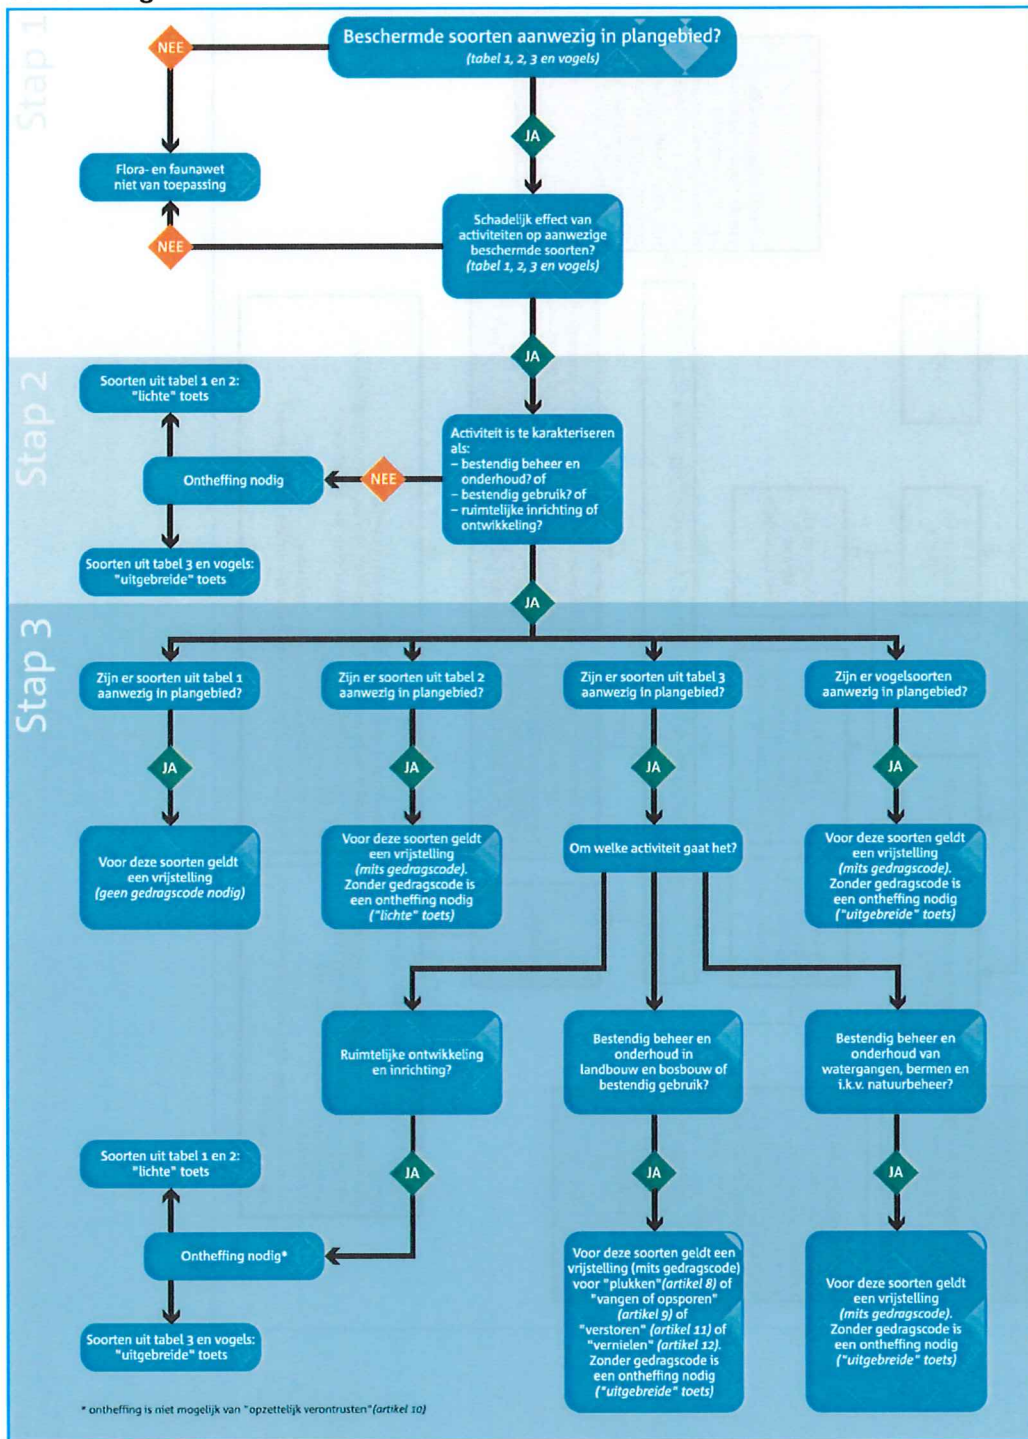 Stap 1
NEE
Beschermde soorten aanwezig in plangebied?
(tabel 1, 2, 3 en vogels)
JA
Flora- en faunawet
niet van toepassing
NEE
Schadelijk effect van
activiteiten op aanwezige
beschermde soorten?
(tabel 1, 2, 3 en vogels)
JA
Stap 2
Soorten uit tabel 1 en 2:
"lichte" toets
Ontheffing nodig
NEE
Activiteit is te karakteriseren
als:
– bestendig beheer en
onderhoud? of
– bestendig gebruik? of
– ruimtelijke inrichting of
ontwikkeling?
Soorten uit tabel 3 en vogels:
"uitgebreide" toets
JA
Stap 3
Zijn er soorten uit tabel 1
aanwezig in plangebied?
Zijn er soorten uit tabel 2
aanwezig in plangebied?
Zijn er soorten uit tabel 3
aanwezig in plangebied?
Zijn er vogelsoorten
aanwezig in plangebied?
JA
JA
JA
JA
Voor deze soorten geldt
een vrijstelling
(geen gedragscode nodig)
Voor deze soorten geldt
een vrijstelling
(mits gedragscode).
Zonder gedragscode is
een ontheffing nodig
("lichte" toets)
Om welke activiteit gaat het?
Voor deze soorten geldt
een vrijstelling
(mits gedragscode).
Zonder gedragscode is
een ontheffing nodig
("uitgebreide" toets)
Ruimtelijke ontwikkeling
en inrichting?
Bestendig beheer en
onderhoud in
landbouw en bosbouw of
bestendig gebruik?
Bestendig beheer en
onderhoud van
watergangen, bermen en
i.k.v. natuurbeheer?
JA
JA
JA
Soorten uit tabel 1 en 2:
"lichte" toets
Ontheffing nodig*
Soorten uit tabel 3 en vogels:
"uitgebreide" toets
Voor deze soorten geldt een
vrijstelling (mits gedragscode)
voor "plukken" (artikel 8) of
"vangen of opsporen"
(artikel 9) of
"verstoren" (artikel 11) of
"vernielen" (artikel 12).
Zonder gedragscode is
een ontheffing nodig
("uitgebreide" toets)
Voor deze soorten geldt
een vrijstelling
(mits gedragscode).
Zonder gedragscode is
een ontheffing nodig
("uitgebreide" toets)
* ontheffing is niet mogelijk van "opzettelijk verontrusten" (artikel 10)